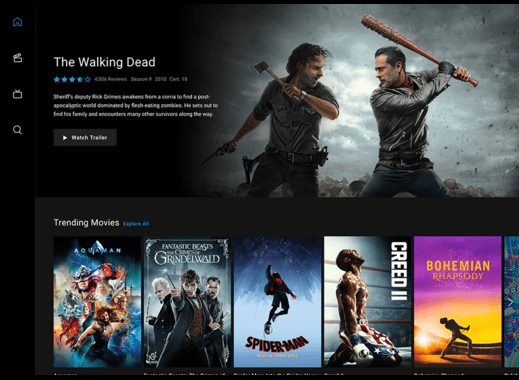 The Walking Dead
4,006 Reviews Season 9 2010 Cert. 18
Sheriff's deputy Rick Grimes awakens from a coma to find a post-
apocalyptic world dominated by flesh-eating zombies. He sets out to
find his family and encounters many other survivors along the way.
Watch Trailer
Trending Movies Explore All
AQUAMAN
FANTASTIC BEASTS
THE CRIMES OF
GRINDELWALD
SPIDER-MAN
CREED II
BOHEMIAN
RHAPSODY